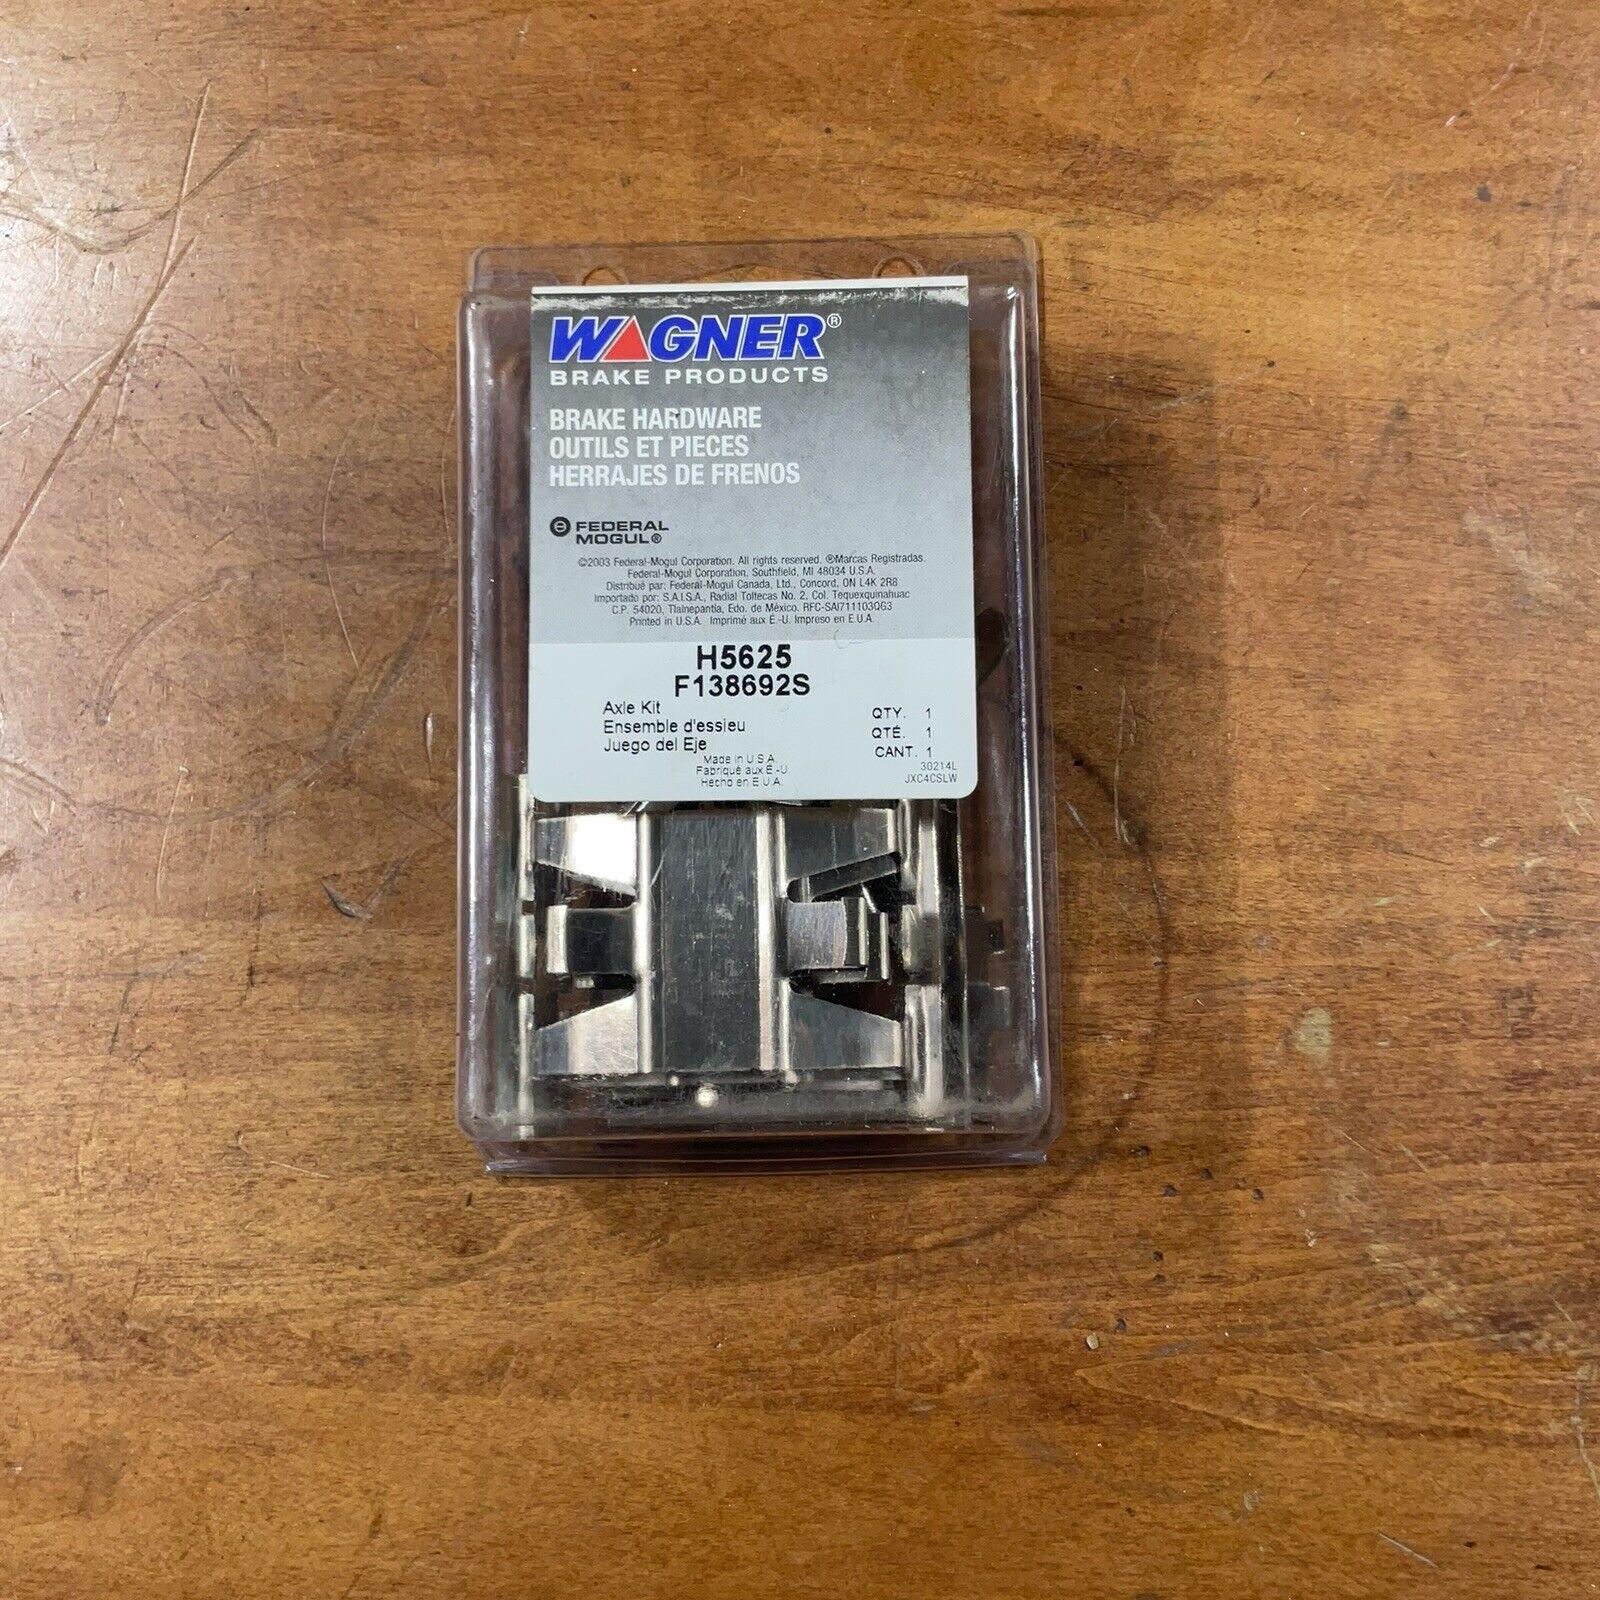 WAGNER®
BRAKE PRODUCTS
BRAKE HARDWARE
OUTILS ET PIECES
HERRAJES DE FRENOS
FEDERAL
MOGUL®
©2003 Federal-Mogul Corporation. All rights reserved. ®Marcas Registradas.
Federal-Mogul Corporation, Southfield, MI 48034 U.S.A.
Distribué par: Federal-Mogul Canada, Ltd., Concord, ON L4K 2R8
Importado por: S.A.I.S.A., Radial Toltecas No. 2, Col. Tequexquinahuac
C.P. 54020, Tlalnepantla, Edo. de México. RFC-SAI711103QG3
Printed in U.S.A. Imprimé aux É.-U. Impreso en E.U.A.
H5625
F138692S
Axle Kit QTY. 1
Ensemble d'essieu QTÉ. 1
Juego del Eje CANT. 1
Made in U.S.A.
Fabriqué aux É.-U. 30214L
Hecho en E.U.A. JXC4CSLW